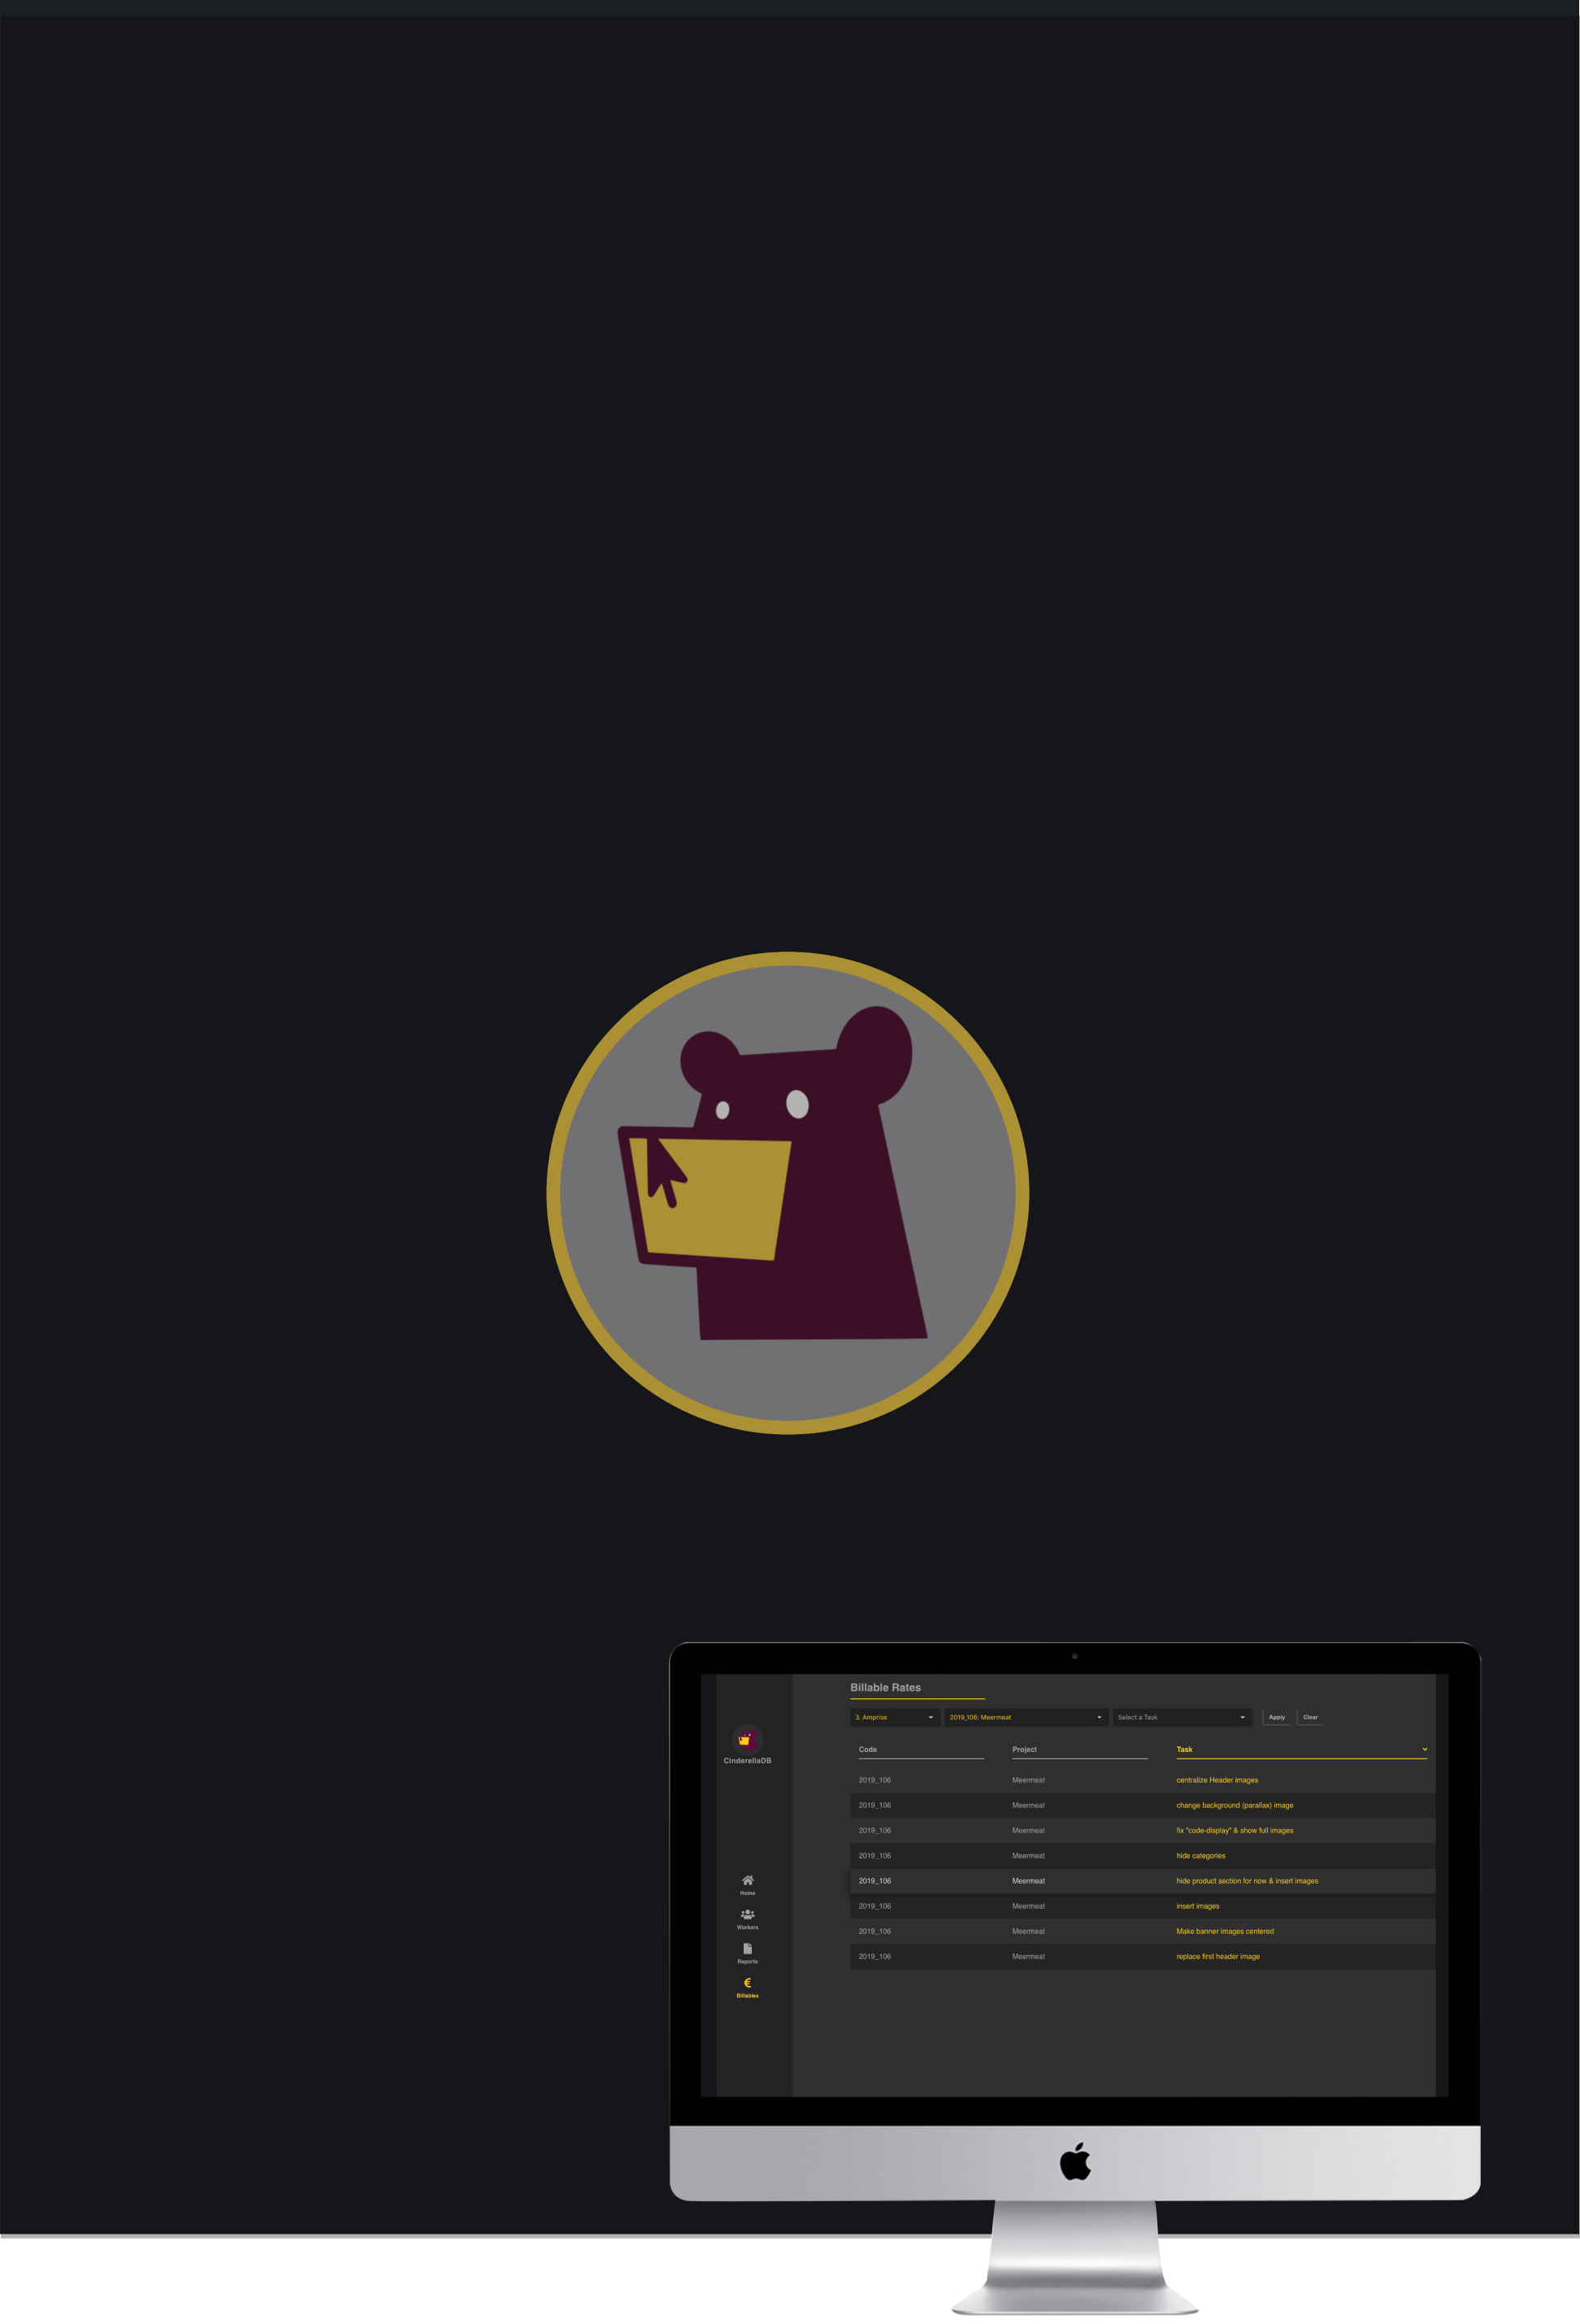 Billable Rates
3. Amprise
2019_106: Meermeat
Select a Task
Apply
Clear
CinderellaDB
Code Project Task
2019_106 Meermeat centralize Header images
2019_106 Meermeat change background (parallax) image
2019_106 Meermeat fix "code-display" & show full images
2019_106 Meermeat hide categories
2019_106 Meermeat hide product section for now & insert images
2019_106 Meermeat insert images
2019_106 Meermeat Make banner images centered
2019_106 Meermeat replace first header image
Home
Workers
Reports
€
Billables